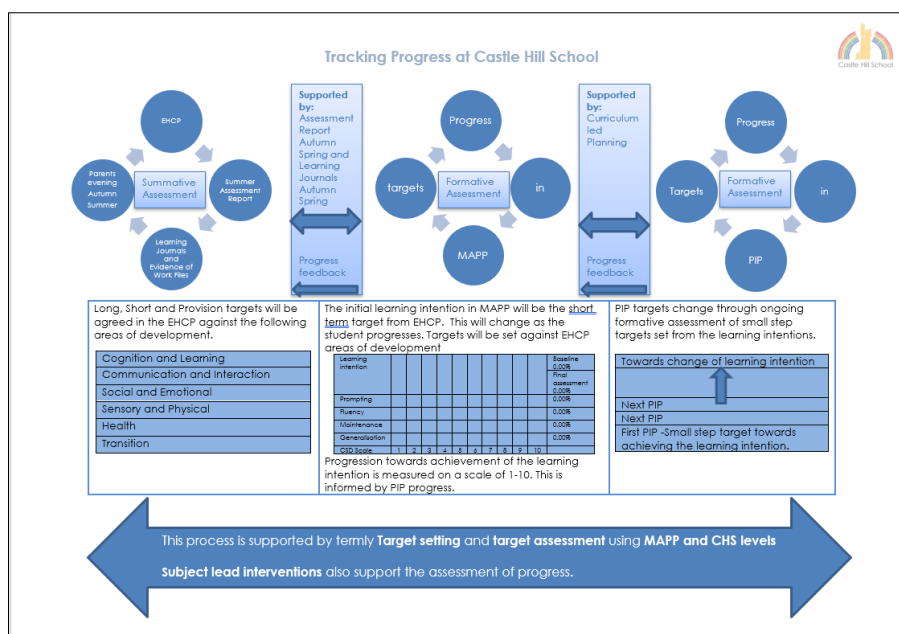 Tracking Progress at Castle Hill School
Castle Hill School
EHCP
Summer
Assessment
Report
Learning
Journals
and
Evidence of
Work Files
Parents
evening
Autumn
Summer
Summative
Assessment
Supported
by:
Assessment
Report
Autumn
Spring and
Learning
Journals
Autumn
Spring
Progress
feedback
Progress
in
MAPP
targets
Formative
Assessment
Supported
by:
Curriculum
led
Planning
Progress
feedback
Progress
in
PIP
Targets
Formative
Assessment
Long, Short and Provision targets will be
agreed in the EHCP against the following
areas of development.
Cognition and Learning
Communication and Interaction
Social and Emotional
Sensory and Physical
Health
Transition
The initial learning intention in MAPP will be the short
term target from EHCP. This will change as the
student progresses. Targets will be set against EHCP
areas of development
Learning
intention
Baseline
0.00%
Final
assessment
0.00%
Prompting 0.00%
Fluency 0.00%
Maintenance 0.00%
Generalisation 0.00%
CSD Scale 1 2 3 4 5 6 7 8 9 10
Progression towards achievement of the learning
intention is measured on a scale of 1-10. This is
informed by PIP progress.
PIP targets change through ongoing
formative assessment of small step
targets set from the learning intentions.
Towards change of learning intention
Next PIP
Next PIP
First PIP -Small step target towards
achieving the learning intention.
This process is supported by termly Target setting and target assessment using MAPP and CHS levels
Subject lead interventions also support the assessment of progress.